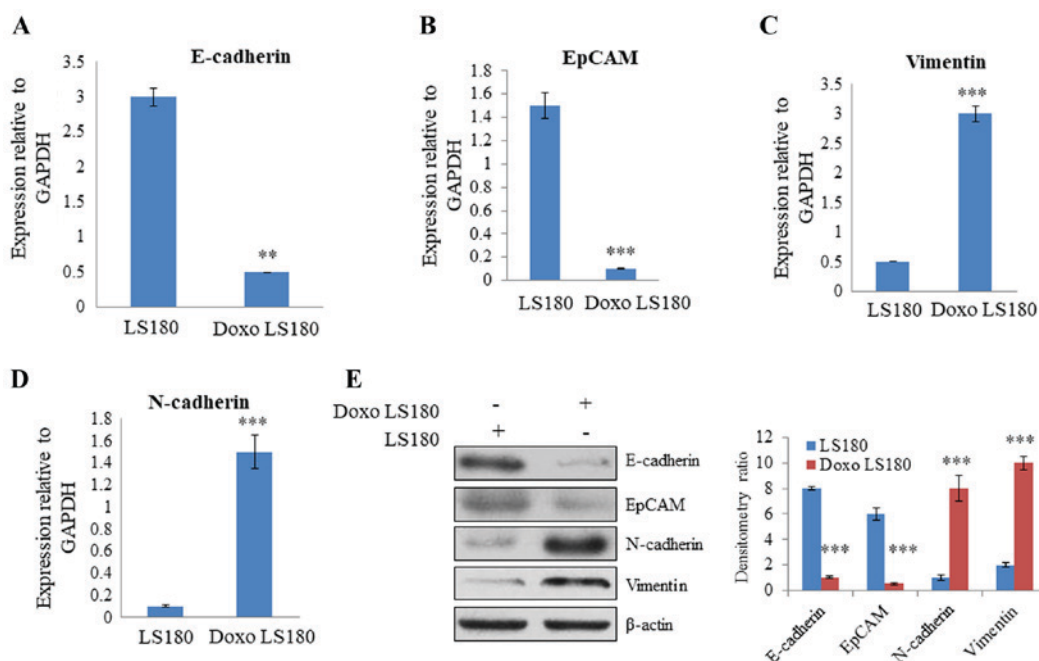 A
E-cadherin
Expression relative to
GAPDH
3.5
3
2.5
2
1.5
1
0.5
0
**
LS180
Doxo LS180
B
EpCAM
Expression relative to
GAPDH
1.8
1.6
1.4
1.2
1
0.8
0.6
0.4
0.2
0
***
LS180
Doxo LS180
C
Vimentin
Expression relative to
GAPDH
3.5
3
2.5
2
1.5
1
0.5
0
***
LS180
Doxo LS180
D
N-cadherin
Expression relative to
GAPDH
1.8
1.6
1.4
1.2
1
0.8
0.6
0.4
0.2
0
***
LS180
Doxo LS180
E
Doxo LS180 - +
LS180 + -
E-cadherin
EpCAM
N-cadherin
Vimentin
β-actin
Densitometry ratio
12
10
8
6
4
2
0
LS180
Doxo LS180
***
***
***
***
E-cadherin
EpCAM
N-cadherin
Vimentin